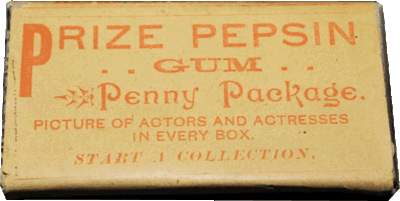 PRIZE PEPSIN
. . GUM . .
Penny Package.
PICTURE OF ACTORS AND ACTRESSES
IN EVERY BOX.
START A COLLECTION.